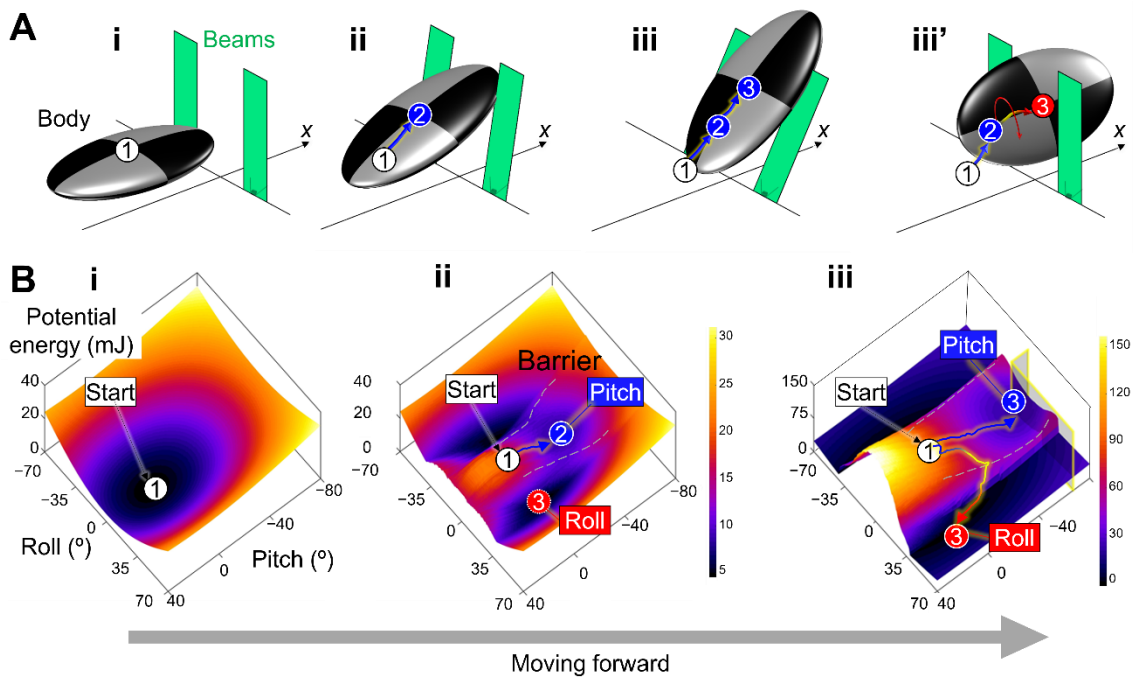 A
i
ii
iii
iii’
Beams
Body
1
x
1
2
x
1
2
3
x
1
2
3
x
B
i
ii
iii
Potential
energy (mJ)
Start
1
40
20
0
−70
−35
0
35
70
40
0
−40
−80
Roll (º)
Pitch (º)
Barrier
Start
Pitch
1
2
3
Roll
40
20
0
−70
−35
0
35
70
40
0
−40
−80
30
25
20
15
10
5
Pitch
Start
3
1
3
Roll
150
75
0
−70
−35
0
35
70
40
0
−40
150
120
90
60
30
0
Moving forward